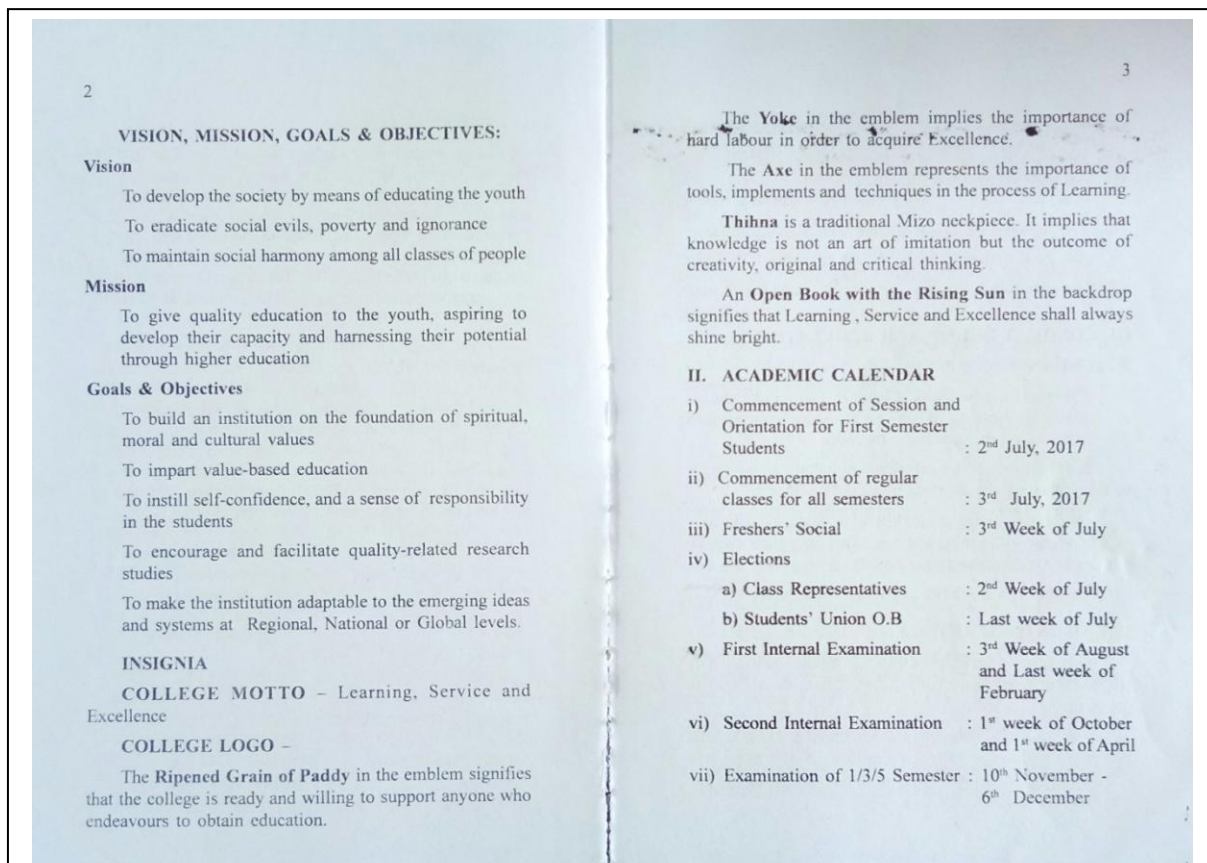 2
VISION, MISSION, GOALS & OBJECTIVES:
Vision
To develop the society by means of educating the youth
To eradicate social evils, poverty and ignorance
To maintain social harmony among all classes of people
Mission
To give quality education to the youth, aspiring to
develop their capacity and harnessing their potential
through higher education
Goals & Objectives
To build an institution on the foundation of spiritual,
moral and cultural values
To impart value-based education
To instill self-confidence, and a sense of responsibility
in the students
To encourage and facilitate quality-related research
studies
To make the institution adaptable to the emerging ideas
and systems at Regional, National or Global levels.
INSIGNIA
COLLEGE MOTTO – Learning, Service and
Excellence
COLLEGE LOGO –
The Ripened Grain of Paddy in the emblem signifies
that the college is ready and willing to support anyone who
endeavours to obtain education.
3
The Yoke in the emblem implies the importance of
hard labour in order to acquire Excellence.
The Axe in the emblem represents the importance of
tools, implements and techniques in the process of Learning.
Thihna is a traditional Mizo neckpiece. It implies that
knowledge is not an art of imitation but the outcome of
creativity, original and critical thinking.
An Open Book with the Rising Sun in the backdrop
signifies that Learning , Service and Excellence shall always
shine bright.
II. ACADEMIC CALENDAR
i) Commencement of Session and
Orientation for First Semester
Students : 2nd July, 2017
ii) Commencement of regular
classes for all semesters : 3rd July, 2017
iii) Freshers' Social : 3rd Week of July
iv) Elections
a) Class Representatives : 2nd Week of July
b) Students' Union O.B : Last week of July
v) First Internal Examination : 3rd Week of August
and Last week of
February
vi) Second Internal Examination : 1st week of October
and 1st week of April
vii) Examination of 1/3/5 Semester : 10th November -
6th December